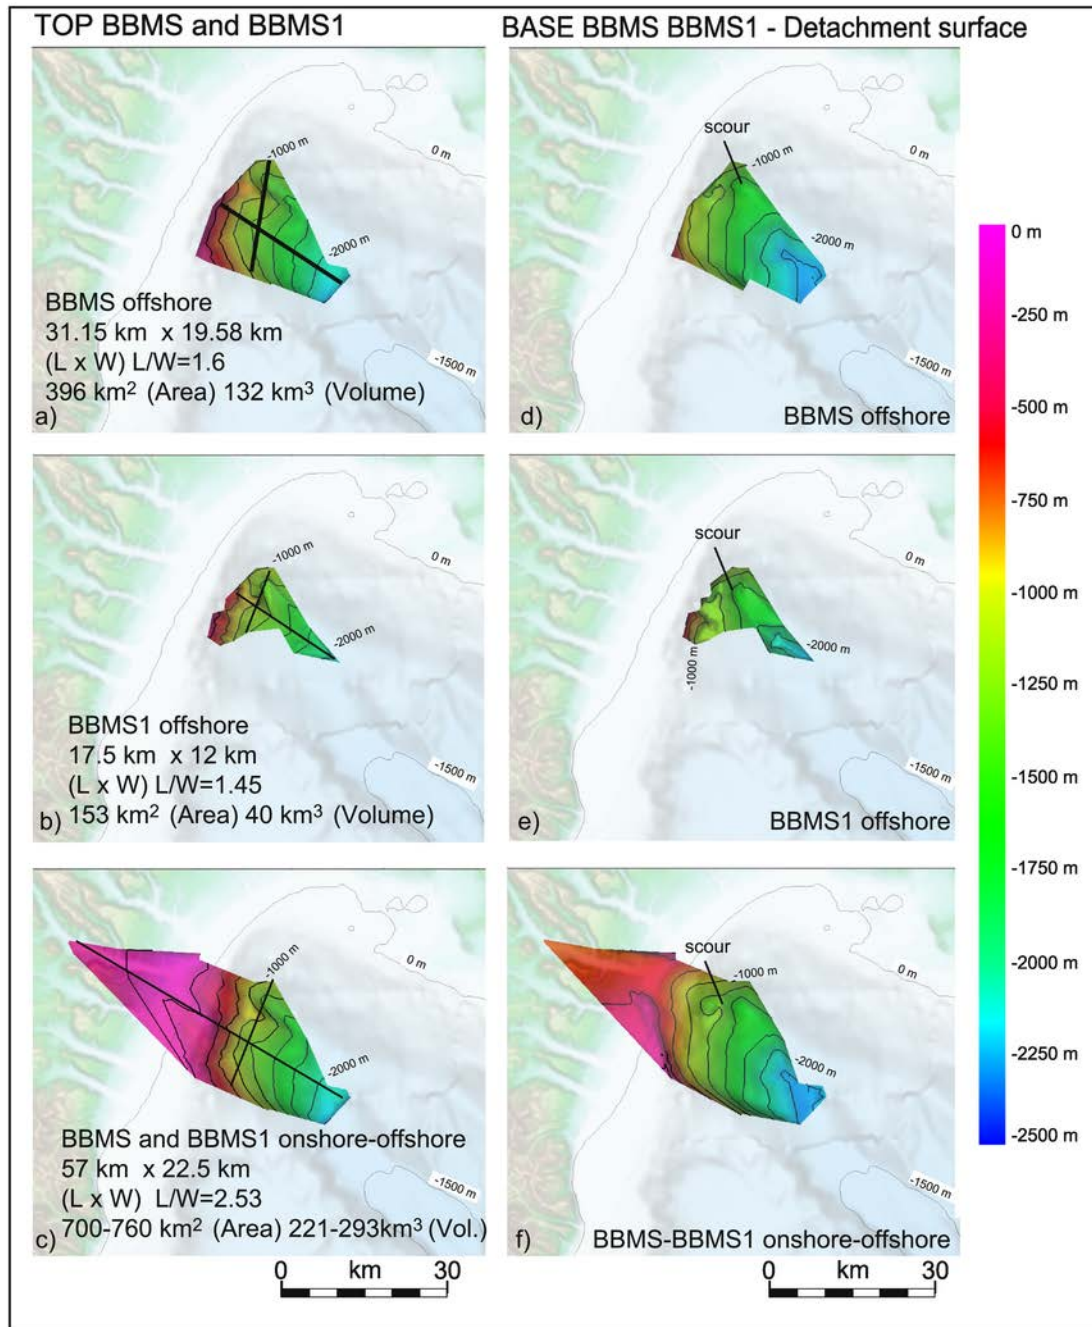 TOP BBMS and BBMS1
BASE BBMS BBMS1 - Detachment surface
-1000 m
0 m
-2000 m
-1500 m
BBMS offshore
31.15 km x 19.58 km
(L x W) L/W=1.6
396 km² (Area) 132 km³ (Volume)
a)
scour
-1000 m
0 m
-2000 m
-1500 m
d)
BBMS offshore
-1000 m
0 m
-2000 m
-1500 m
BBMS1 offshore
17.5 km x 12 km
(L x W) L/W=1.45
153 km² (Area) 40 km³ (Volume)
b)
scour
0 m
-1000 m
-2000 m
-1500 m
e)
BBMS1 offshore
-1000 m
0 m
-2000 m
-1500 m
BBMS and BBMS1 onshore-offshore
57 km x 22.5 km
(L x W) L/W=2.53
700-760 km² (Area) 221-293km³ (Vol.)
c)
scour
-1000 m
0 m
-2000 m
-1500 m
f)
BBMS-BBMS1 onshore-offshore
0 km 30
0 km 30
0 m
-250 m
-500 m
-750 m
-1000 m
-1250 m
-1500 m
-1750 m
-2000 m
-2250 m
-2500 m